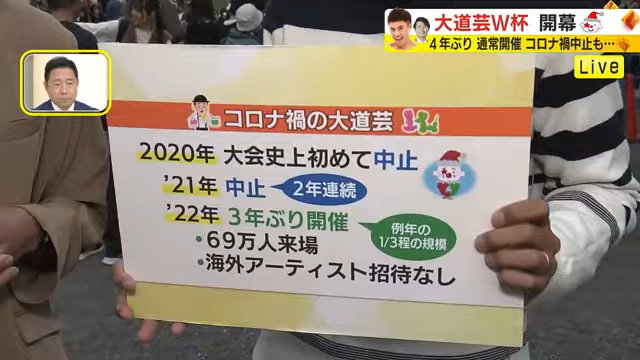 大道芸W杯 開幕
4年ぶり 通常開催 コロナ禍中止も…
Live
コロナ禍の大道芸
2020年 大会史上初めて中止
'21年 中止 2年連続
'22年 3年ぶり開催
例年の
1/3程の規模
・69万人来場
・海外アーティスト招待なし